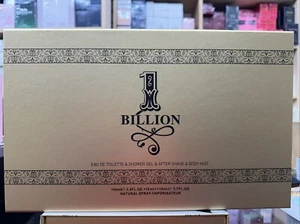 1
BILLION
EAU DE TOILETTE & SHOWER GEL & AFTER SHAVE & BODY MIST
NATURAL SPRAY VAPORISATEUR